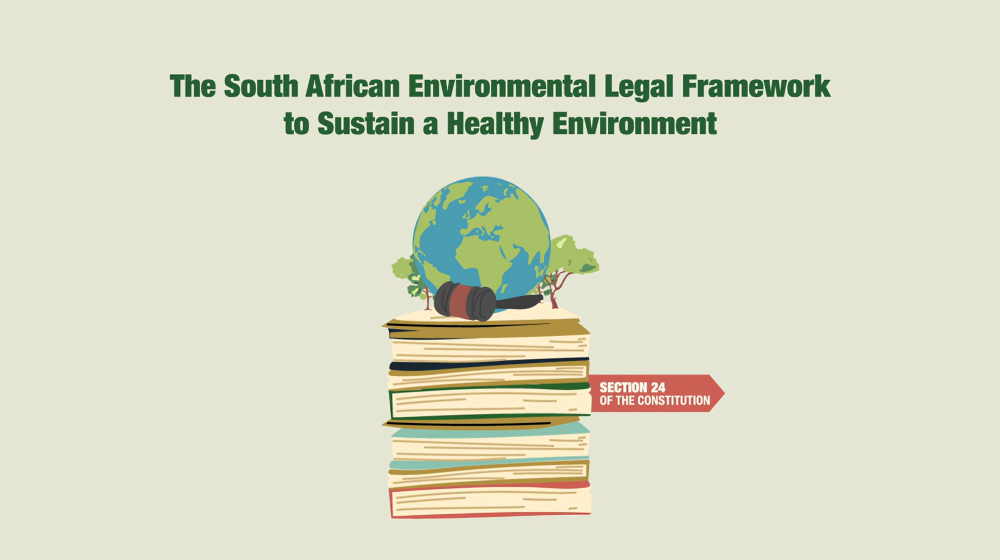 The South African Environmental Legal Framework
to Sustain a Healthy Environment
SECTION 24
OF THE CONSTITUTION